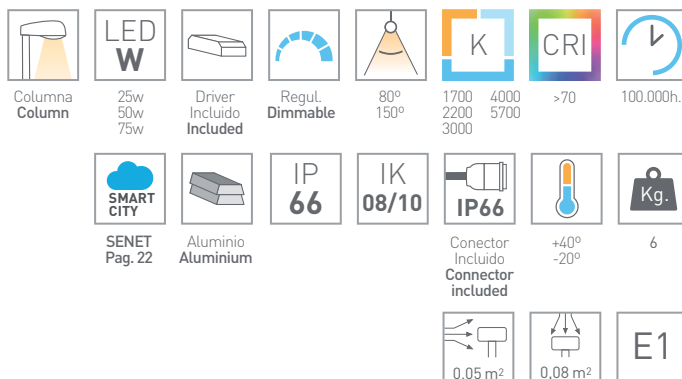 LED
W
K
CRI
Columna
Column
25w
50w
75w
Driver
Incluido
Included
Regul.
Dimmable
80º
150º
1700 4000
2200 5700
3000
>70
100.000h.
SMART
CITY
IP
66
IK
08/10
IP66
Kg.
SENET
Pag. 22
Aluminio
Aluminium
Conector
Incluido
Connector
included
+40º
-20º
6
0,05 m²
0,08 m²
E1